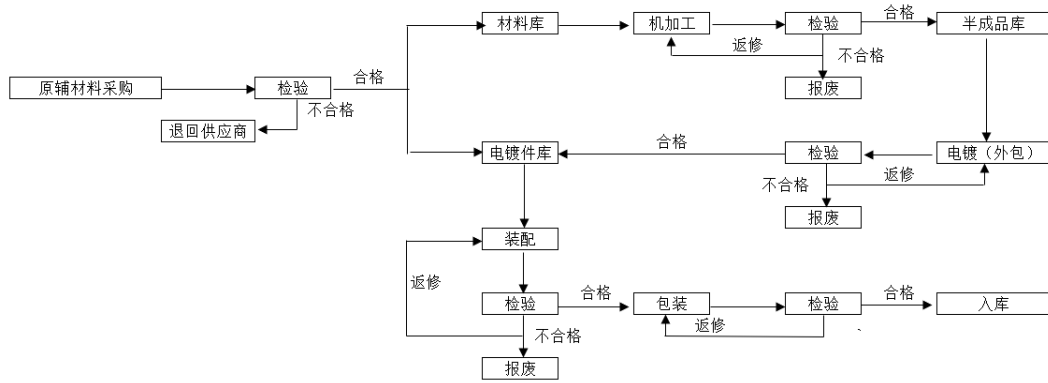 材料库
机加工
检验
合格
半成品库
返修
不合格
原辅材料采购
检验
合格
不合格
报废
退回供应商
电镀件库
合格
检验
电镀（外包）
不合格
返修
报废
装配
返修
检验
合格
包装
检验
合格
入库
不合格
返修
报废